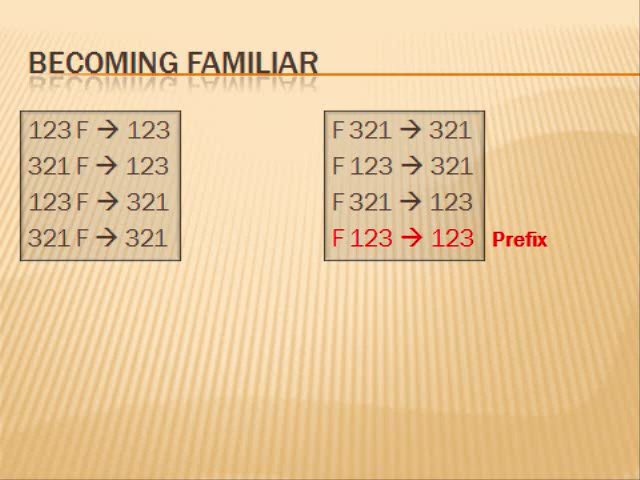 BECOMING FAMILIAR
123 F → 123
321 F → 123
123 F → 321
321 F → 321
F 321 → 321
F 123 → 321
F 321 → 123
F 123 → 123 Prefix